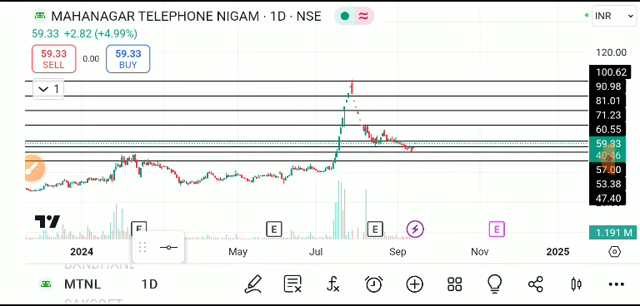 MAHANAGAR TELEPHONE NIGAM · 1D · NSE
INR
59.33 +2.82 (+4.99%)
59.33 0.00 59.33
SELL BUY
120.00
1
100.62
90.98
81.01
71.23
60.55
59.33
40.46
57.00
53.38
47.40
E E E E
1.191 M
2024 May Jul Sep Nov 2025
MTNL 1D